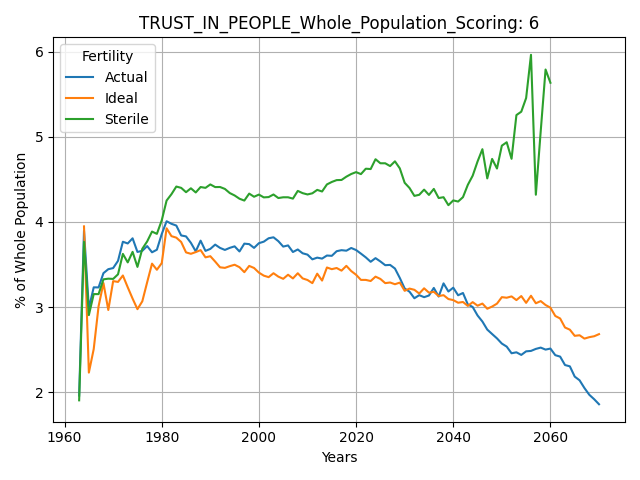 TRUST_IN_PEOPLE_Whole_Population_Scoring: 6
Fertility
Actual
Ideal
Sterile
% of Whole Population
6
5
4
3
2
1960
1980
2000
2020
2040
2060
Years